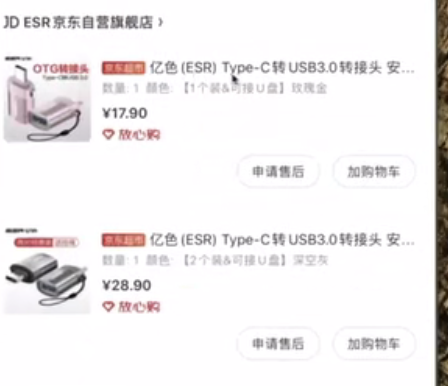 JD ESR京东自营旗舰店 ›
OTG转接头
京东超市 亿色 (ESR) Type-C转USB3.0转接头 安...
数量: 1 颜色: 【1个装&可接U盘】玫瑰金
¥17.90
放心购
申请售后 加购物车
京东超市 亿色 (ESR) Type-C转USB3.0转接头 安...
数量: 1 颜色: 【2个装&可接U盘】深空灰
¥28.90
放心购
申请售后 加购物车